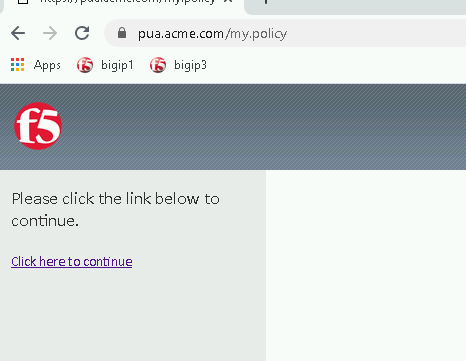 pua.acme.com/my.policy
Apps bigip1 bigip3
f5
Please click the link below to
continue.
Click here to continue